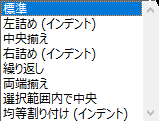 標準
左詰め (インデント)
中央揃え
右詰め (インデント)
繰り返し
両端揃え
選択範囲内で中央
均等割り付け (インデント)